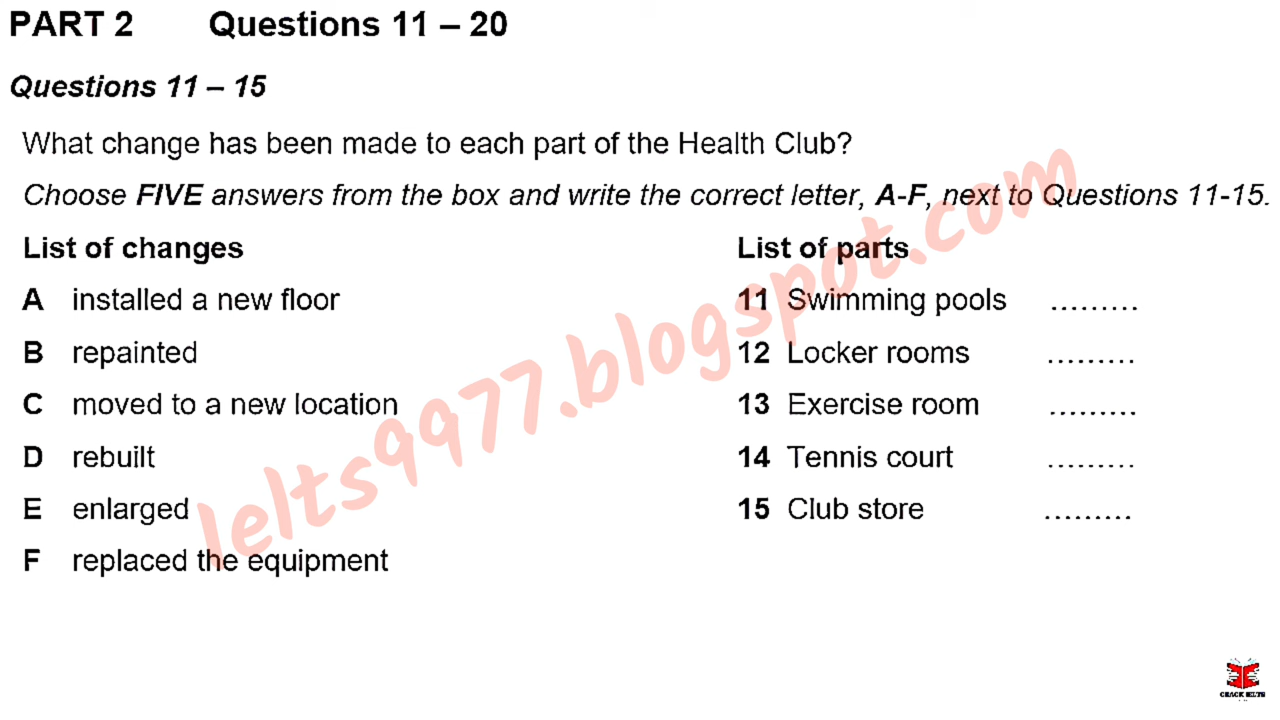 PART 2 Questions 11 – 20
Questions 11 – 15
What change has been made to each part of the Health Club?
Choose FIVE answers from the box and write the correct letter, A-F, next to Questions 11-15.
List of changes List of parts
A installed a new floor 11 Swimming pools .........
B repainted 12 Locker rooms .........
C moved to a new location 13 Exercise room .........
D rebuilt 14 Tennis court .........
E enlarged 15 Club store .........
F replaced the equipment
Ielts9977.blogspot.com
CRACK IELTS